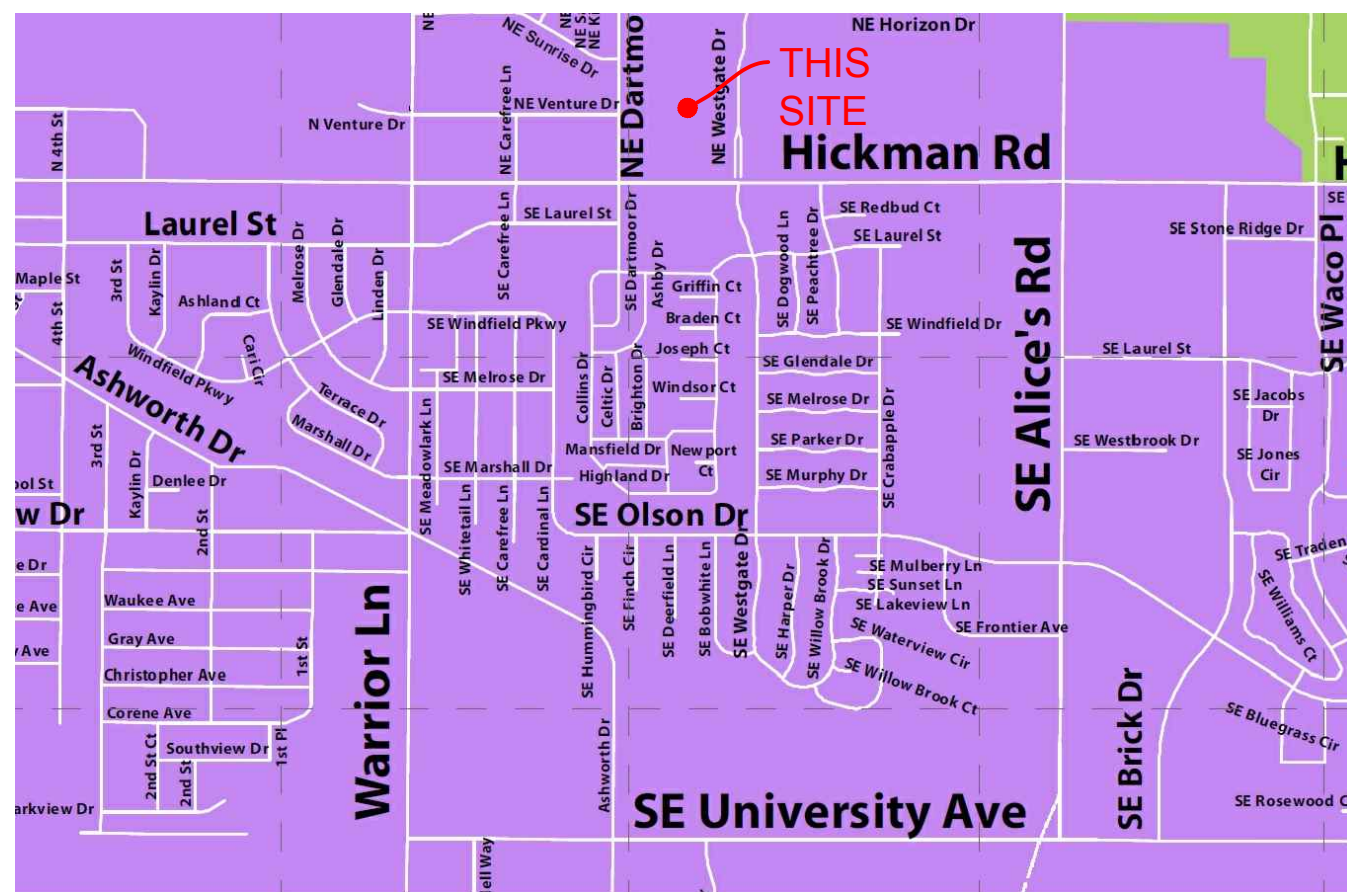 NE Sunrise Dr
NE Horizon Dr
THIS
SITE
NE Westgate Dr
NE Dartmo
NE Carefree Ln
NE Venture Dr
N Venture Dr
N 4th St
Hickman Rd
H
SE
Laurel St
SE Laurel St
SE Carefree Ln
SE Dartmoor Dr
Ashby Dr
SE Dogwood Ln
SE Peachtree Dr
SE Redbud Ct
SE Laurel St
SE Stone Ridge Dr
SE Waco Pl
SE Alice's Rd
Maple St
3rd St
Kaylin Dr
Melrose Dr
Glendale Dr
Linden Dr
Ashland Ct
4th St
Griffin Ct
Braden Ct
SE Windfield Pkwy
SE Windfield Dr
Windfield Pkwy
Cari Cir
Joseph Ct
SE Glendale Dr
SE Laurel St
Ashworth Dr
SE Melrose Dr
Collins Dr
Celtic Dr
Brighton Dr
Windsor Ct
SE Melrose Dr
SE Crabapple Dr
SE Jacobs
Dr
Terrace Dr
Marshall Dr
3rd St
Kaylin Dr
SE Meadowlark Ln
SE Marshall Dr
Mansfield Dr
Newport
Ct
Highland Dr
SE Parker Dr
SE Westbrook Dr
SE Murphy Dr
SE Jones
Cir
ool St
Denlee Dr
w Dr
2nd St
SE Whitetail Ln
SE Carefree Ln
SE Cardinal Ln
SE Olson Dr
e Dr
SE Hummingbird Cir
SE Finch Cir
SE Deerfield Ln
SE Bobwhite Ln
SE Westgate Dr
SE Harper Dr
SE Willow Brook Dr
SE Mulberry Ln
SE Sunset Ln
SE Lakeview Ln
SE Frontier Ave
SE Traden
SE Williams Ct
e Ave
Waukee Ave
Gray Ave
y Ave
1st St
Christopher Ave
Corene Ave
Warrior Ln
SE Waterview Cir
SE Willow Brook Ct
SE Brick Dr
SE Bluegrass Cir
2nd St Ct
2nd St
Southview Dr
1st Pl
Ashworth Dr
arkview Dr
SE University Ave
SE Rosewood C
ell Way